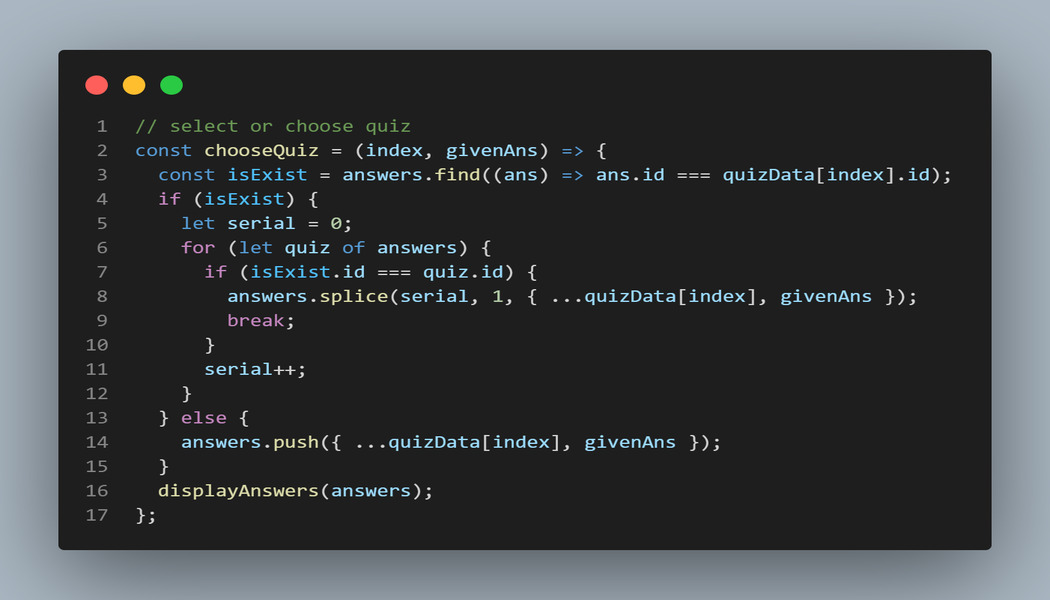 1 // select or choose quiz
2 const chooseQuiz = (index, givenAns) => {
3   const isExist = answers.find((ans) => ans.id === quizData[index].id);
4   if (isExist) {
5     let serial = 0;
6     for (let quiz of answers) {
7       if (isExist.id === quiz.id) {
8         answers.splice(serial, 1, { ...quizData[index], givenAns });
9         break;
10       }
11       serial++;
12     }
13   } else {
14     answers.push({ ...quizData[index], givenAns });
15   }
16   displayAnswers(answers);
17 };